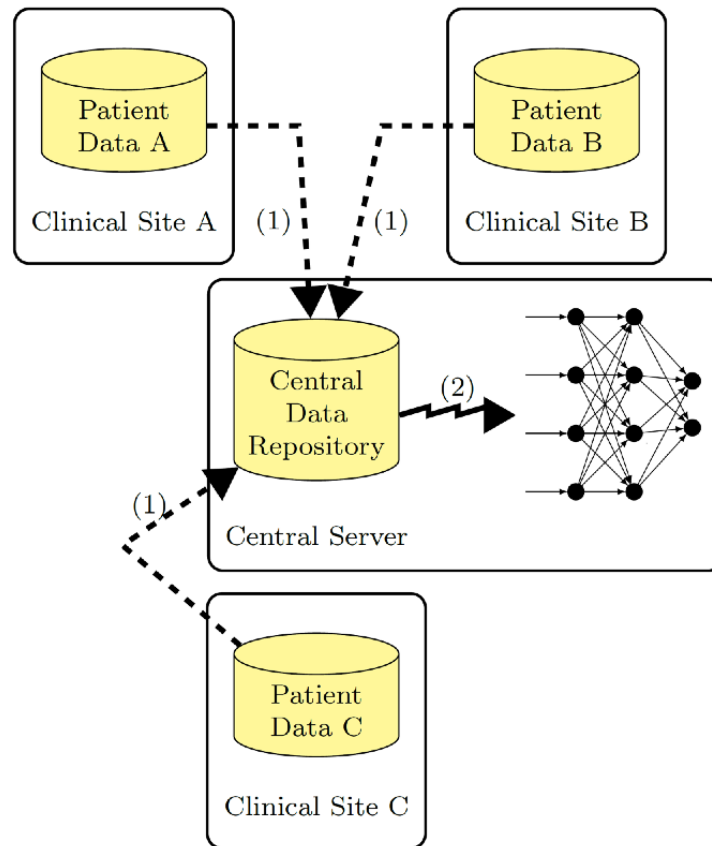 Patient
Data A
Clinical Site A
Patient
Data B
Clinical Site B
(1)
(1)
Central
Data
Repository
(2)
Central Server
(1)
Patient
Data C
Clinical Site C